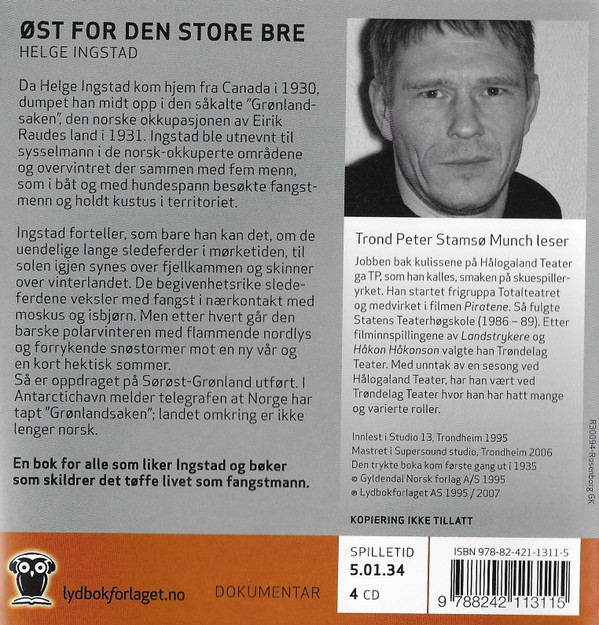 ØST FOR DEN STORE BRE
HELGE INGSTAD
Da Helge Ingstad kom hjem fra Canada i 1930,
dumpet han midt opp i den såkalte "Grønland-
saken", den norske okkupasjonen av Eirik
Raudes land i 1931. Ingstad ble utnevnt til
sysselmann i de norsk-okkuperte områdene
og overvintret der sammen med fem menn,
som i båt og med hundespann besøkte fangst-
menn og holdt kustus i territoriet.
Ingstad forteller, som bare han kan det, om de
uendelige lange sledeferder i mørketiden, til
solen igjen synes over fjellkammen og skinner
over vinterlandet. De begivenhetsrike slede-
ferdene veksler med fangst i nærkontakt med
moskus og isbjørn. Men etter hvert går den
barske polarvinteren med flammende nordlys
og forrykende snøstormer mot en ny vår og
en kort hektisk sommer.
Så er oppdraget på Sørøst-Grønland utført. I
Antarctichavn melder telegrafen at Norge har
tapt "Grønlandsaken"; landet omkring er ikke
lenger norsk.
En bok for alle som liker Ingstad og bøker
som skildrer det tøffe livet som fangstmann.
Trond Peter Stamsø Munch leser
Jobben bak kulissene på Hålogaland Teater
ga TP, som han kalles, smaken på skuespiller-
yrket. Han startet frigruppa Totalteatret
og medvirket i filmen Piratene. Så fulgte
Statens Teaterhøgskole (1986 – 89). Etter
filminnspillingene av Landstrykere og
Håkon Håkonson valgte han Trøndelag
Teater. Med unntak av en sesong ved
Hålogaland Teater, har han vært ved
Trøndelag Teater hvor han har hatt mange
og varierte roller.
Innlest i Studio 13, Trondheim 1995
Mastret i Supersound studio, Trondheim 2006
Den trykte boka kom første gang ut i 1935
© Gyldendal Norsk forlag A/S 1995
℗ Lydbokforlaget AS 1995 / 2007
KOPIERING IKKE TILLATT
R30094-Rosenborg GK
lydbokforlaget.no
DOKUMENTAR
SPILLETID
5.01.34
4 CD
ISBN 978-82-421-1311-5
9 788242 113115